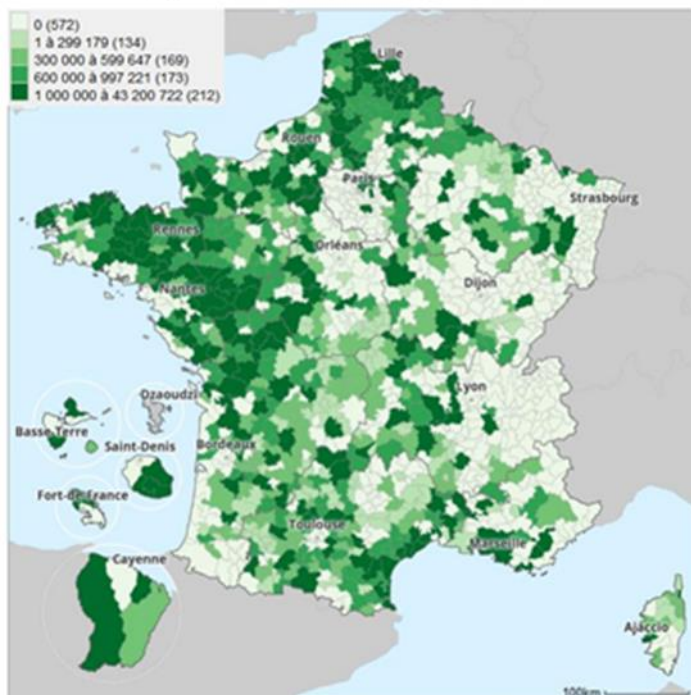 0 (572)
1 à 299 179 (134)
300 000 à 599 647 (169)
600 000 à 997 221 (173)
1 000 000 à 43 200 722 (212)
Lille
Rouen
Paris
Strasbourg
Rennes
Orléans
Nantes
Dijon
Lyon
Dzaoudzi
Basse-Terre
Saint-Denis
Bordeaux
Fort-de-France
Toulouse
Marseille
Cayenne
Ajaccio
100km